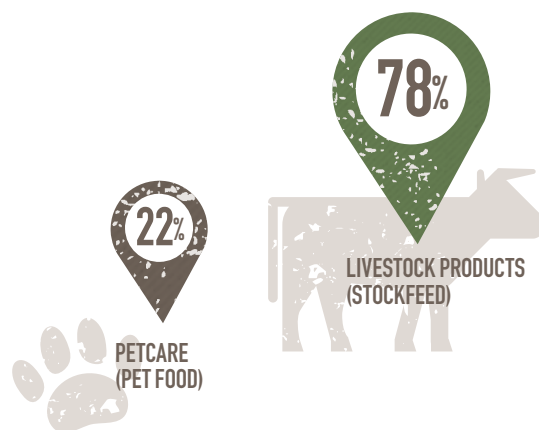 78%
22%
LIVESTOCK PRODUCTS
(STOCKFEED)
PETCARE
(PET FOOD)